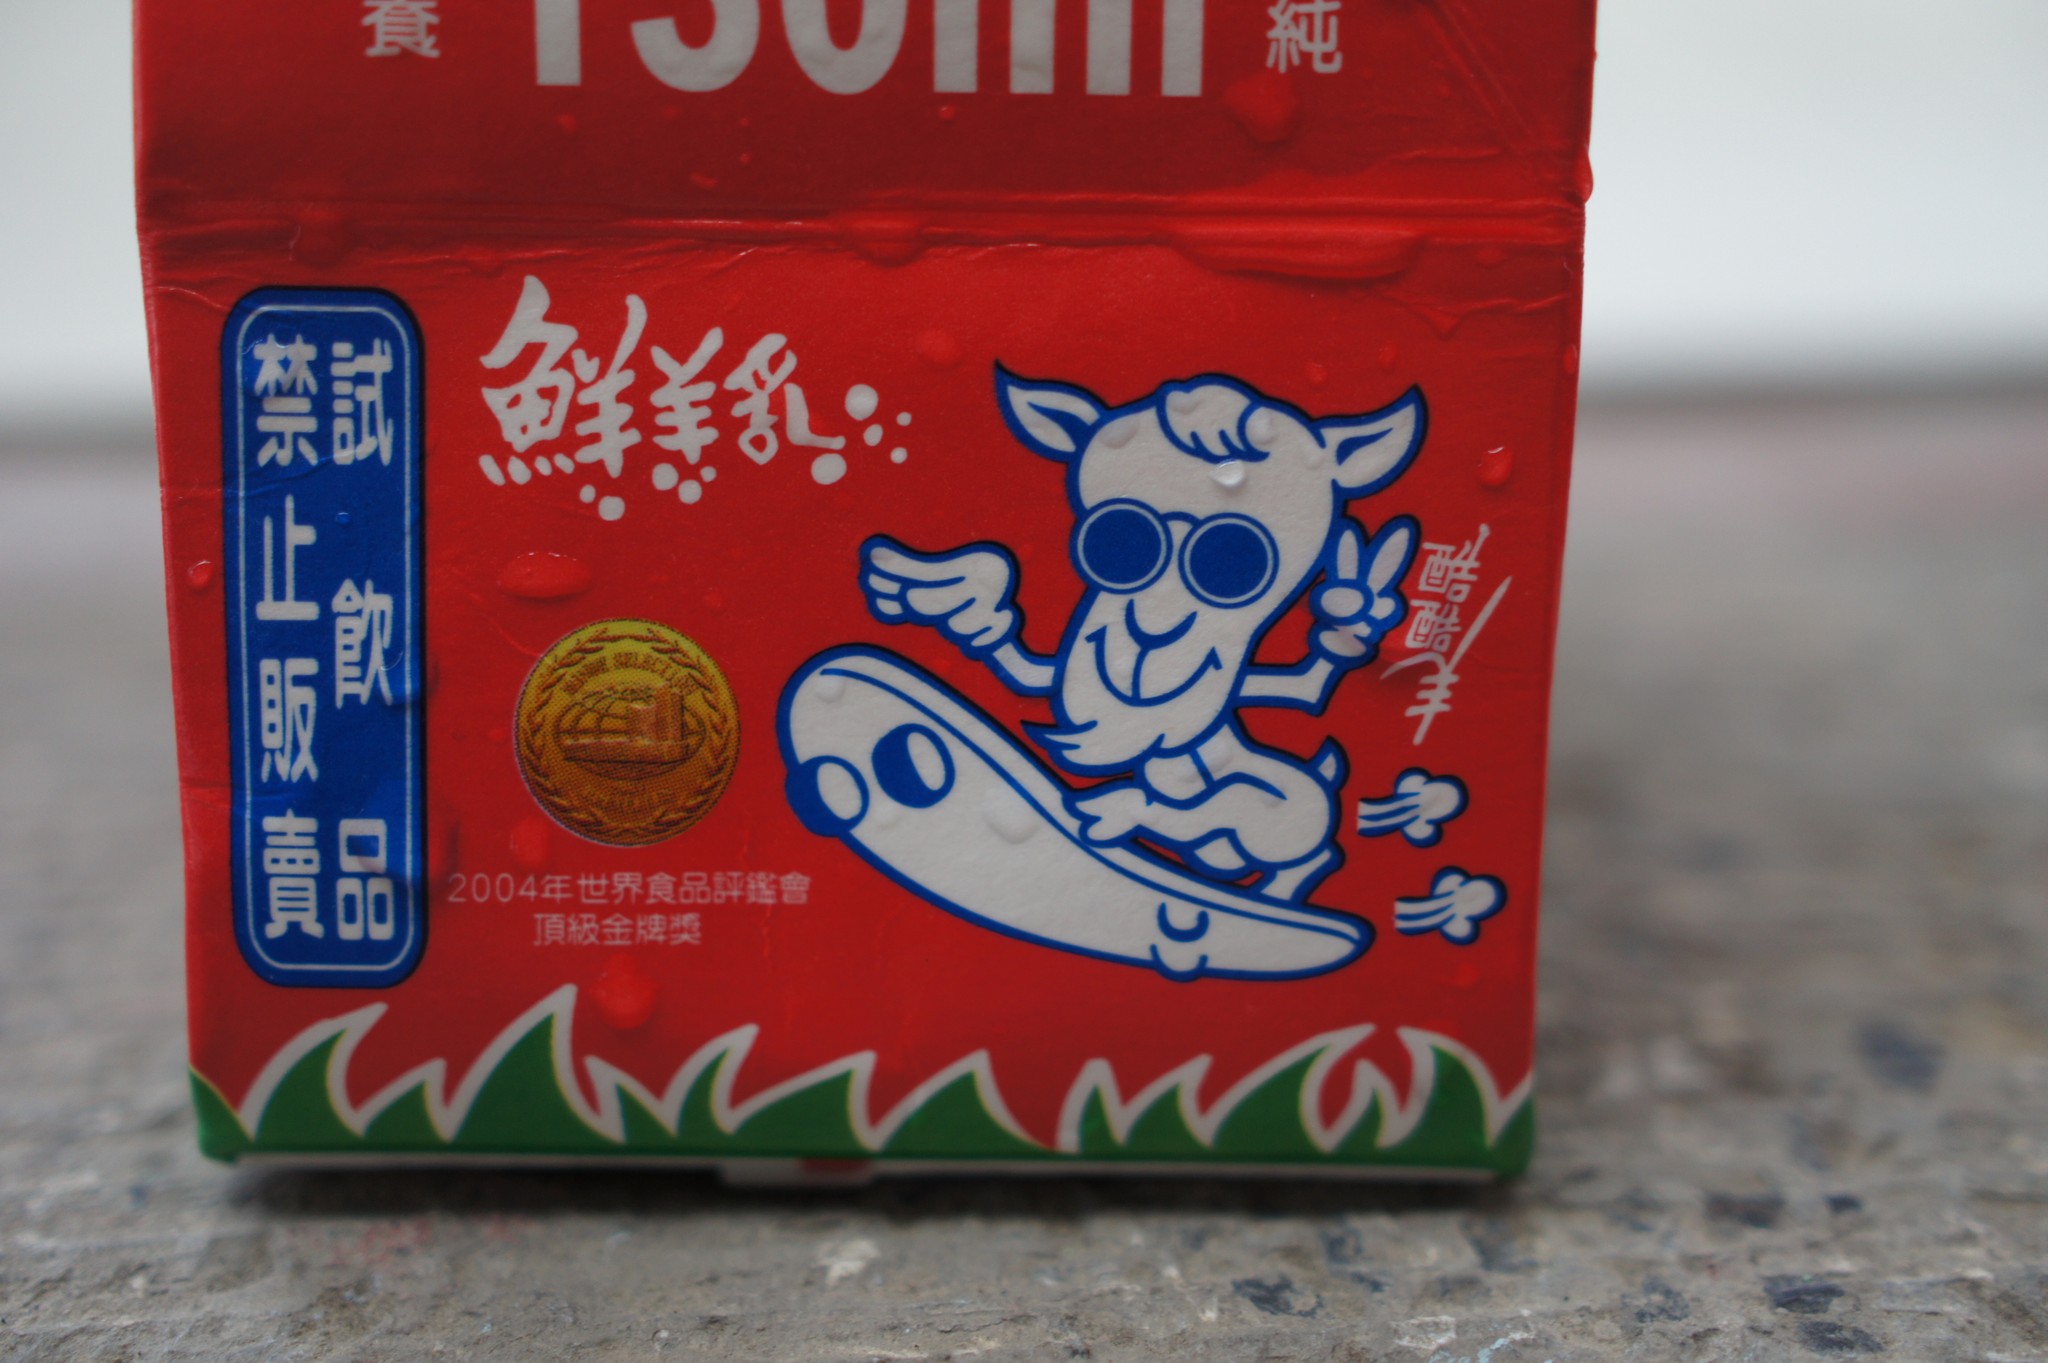 養
130ml
純
鮮羊乳
試飲品
禁止販賣
酷酷羊
2004年世界食品評鑑會
頂級金牌獎